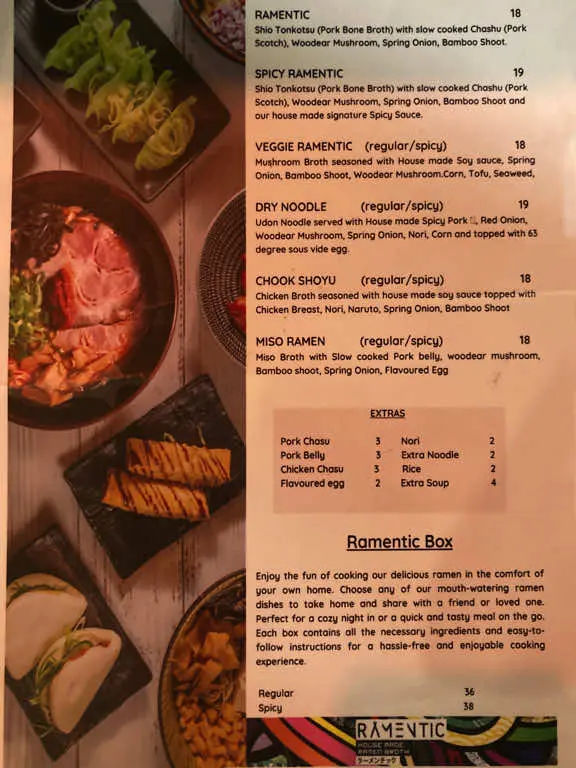 RAMENTIC 18
Shio Tonkotsu (Pork Bone Broth) with slow cooked Chashu (Pork
Scotch), Woodear Mushroom, Spring Onion, Bamboo Shoot.
SPICY RAMENTIC 19
Shio Tonkotsu (Pork Bone Broth) with slow cooked Chashu (Pork
Scotch), Woodear Mushroom, Spring Onion, Bamboo Shoot and
our house made signature Spicy Sauce.
VEGGIE RAMENTIC (regular/spicy) 18
Mushroom Broth seasoned with House made Soy sauce, Spring
Onion, Bamboo Shoot, Woodear Mushroom.Corn, Tofu, Seaweed,
DRY NOODLE (regular/spicy) 19
Udon Noodle served with House made Spicy Pork , Red Onion,
Woodear Mushroom, Spring Onion, Nori, Corn and topped with 63
degree sous vide egg.
CHOOK SHOYU (regular/spicy) 18
Chicken Broth seasoned with house made soy sauce topped with
Chicken Breast, Nori, Naruto, Spring Onion, Bamboo Shoot
MISO RAMEN (regular/spicy) 18
Miso Broth with Slow cooked Pork belly, woodear mushroom,
Bamboo shoot, Spring Onion, Flavoured Egg
EXTRAS
Pork Chasu 3 Nori 2
Pork Belly 3 Extra Noodle 2
Chicken Chasu 3 Rice 2
Flavoured egg 2 Extra Soup 4
Ramentic Box
Enjoy the fun of cooking our delicious ramen in the comfort of
your own home. Choose any of our mouth-watering ramen
dishes to take home and share with a friend or loved one.
Perfect for a cozy night in or a quick and tasty meal on the go.
Each box contains all the necessary ingredients and easy-to-
follow instructions for a hassle-free and enjoyable cooking
experience.
Regular 36
Spicy 38
RAMENTIC
HOUSE MADE
RAMEN BROTH
ラーメンチック